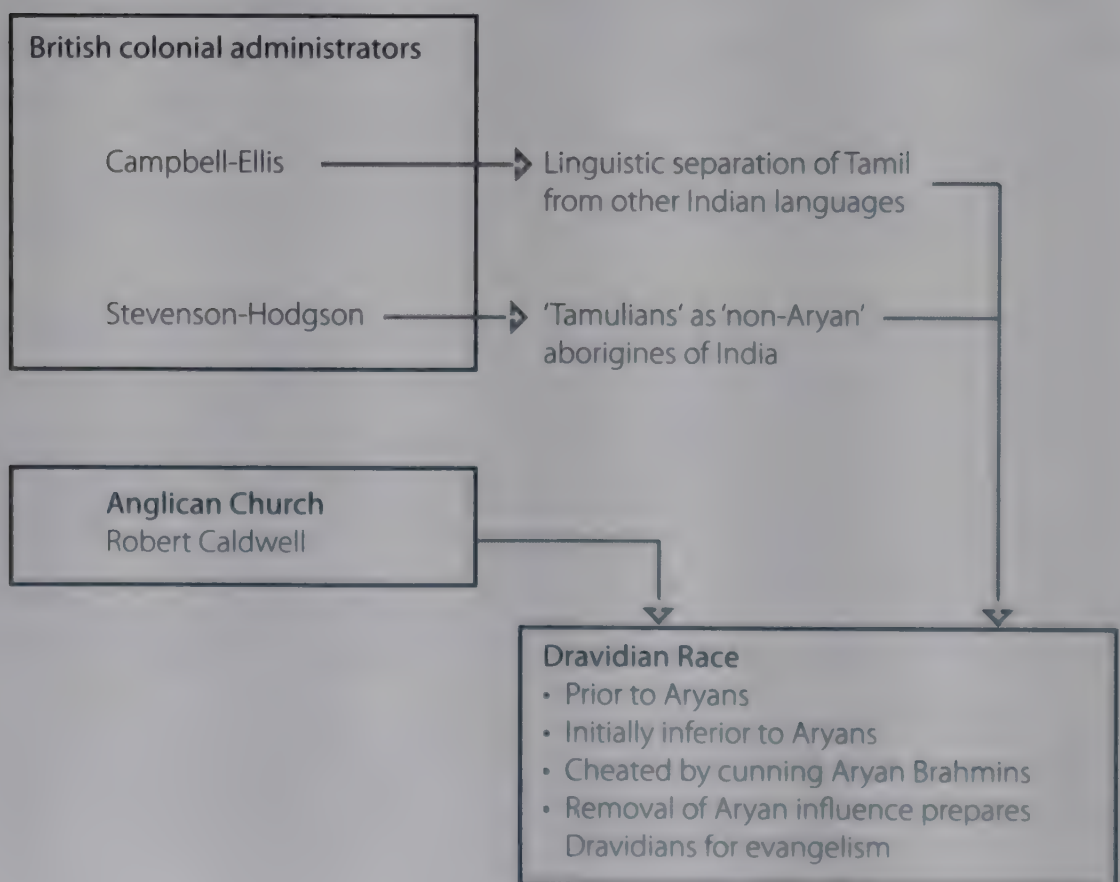 British colonial administrators
Campbell-Ellis
Linguistic separation of Tamil
from other Indian languages
Stevenson-Hodgson
'Tamulians' as 'non-Aryan'
aborigines of India
Anglican Church
Robert Caldwell
Dravidian Race
• Prior to Aryans
• Initially inferior to Aryans
• Cheated by cunning Aryan Brahmins
• Removal of Aryan influence prepares
Dravidians for evangelism